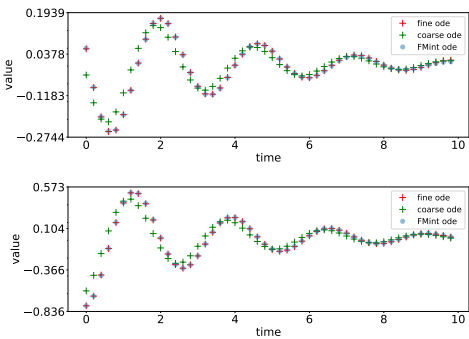 0.1939
0.0378
−0.1183
−0.2744
value
0 2 4 6 8 10
time
fine ode
coarse ode
FMint ode
0.573
0.104
−0.366
−0.836
value
0 2 4 6 8 10
time
fine ode
coarse ode
FMint ode